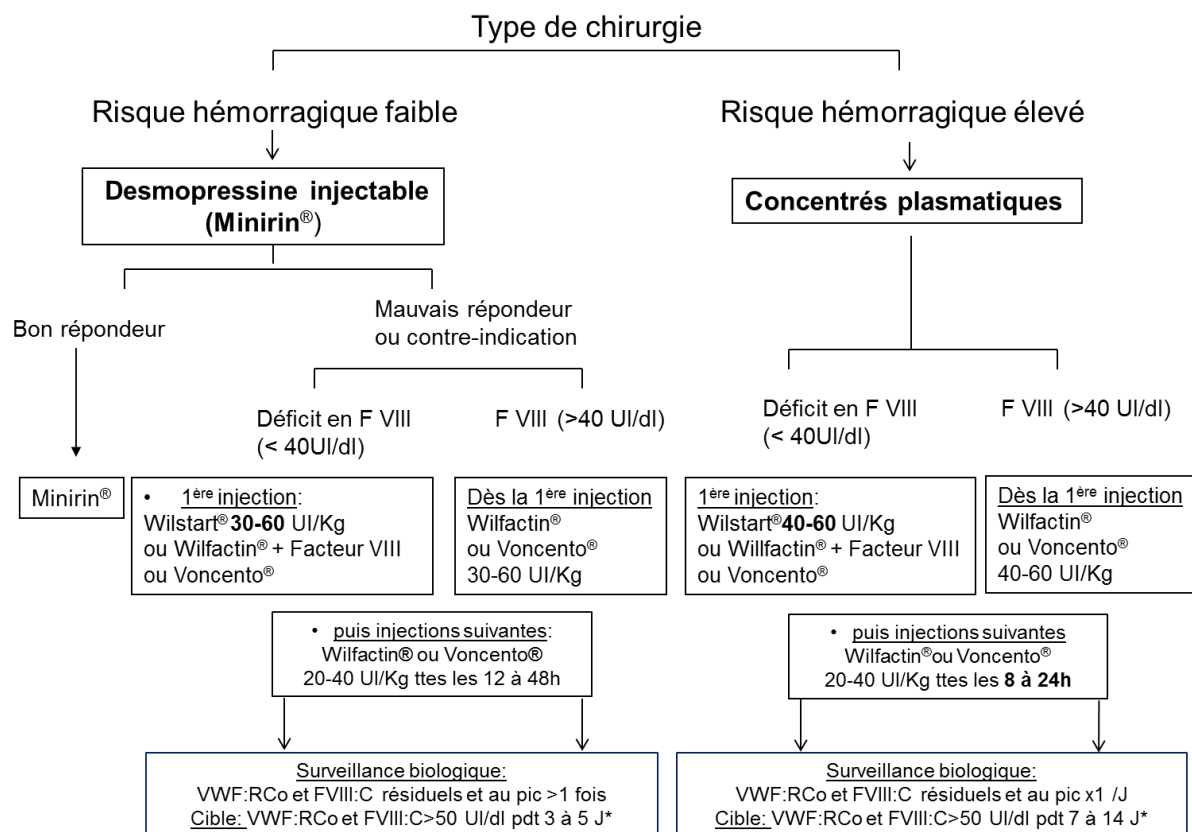 Type de chirurgie
Risque hémorragique faible
Risque hémorragique élevé
Desmopressine injectable
(Minirin®)
Concentrés plasmatiques
Bon répondeur
Mauvais répondeur
ou contre-indication
Déficit en F VIII
(< 40UI/dl)
F VIII (>40 UI/dl)
Déficit en F VIII
(< 40UI/dl)
F VIII (>40 UI/dl)
Minirin®
• 1ère injection:
Wilstart® 30-60 UI/Kg
ou Wilfactin® + Facteur VIII
ou Voncento®
Dès la 1ère injection
Wilfactin®
ou Voncento®
30-60 UI/Kg
1ère injection:
Wilstart®40-60 UI/Kg
ou Willfactin® + Facteur VIII
ou Voncento®
Dès la 1ère injection
Wilfactin®
ou Voncento®
40-60 UI/Kg
• puis injections suivantes:
Wilfactin® ou Voncento®
20-40 UI/Kg ttes les 12 à 48h
• puis injections suivantes
Wilfactin®ou Voncento®
20-40 UI/Kg ttes les 8 à 24h
Surveillance biologique:
VWF:RCo et FVIII:C résiduels et au pic >1 fois
Cible: VWF:RCo et FVIII:C>50 UI/dl pdt 3 à 5 J*
Surveillance biologique:
VWF:RCo et FVIII:C résiduels et au pic x1 /J
Cible: VWF:RCo et FVIII:C>50 UI/dl pdt 7 à 14 J*